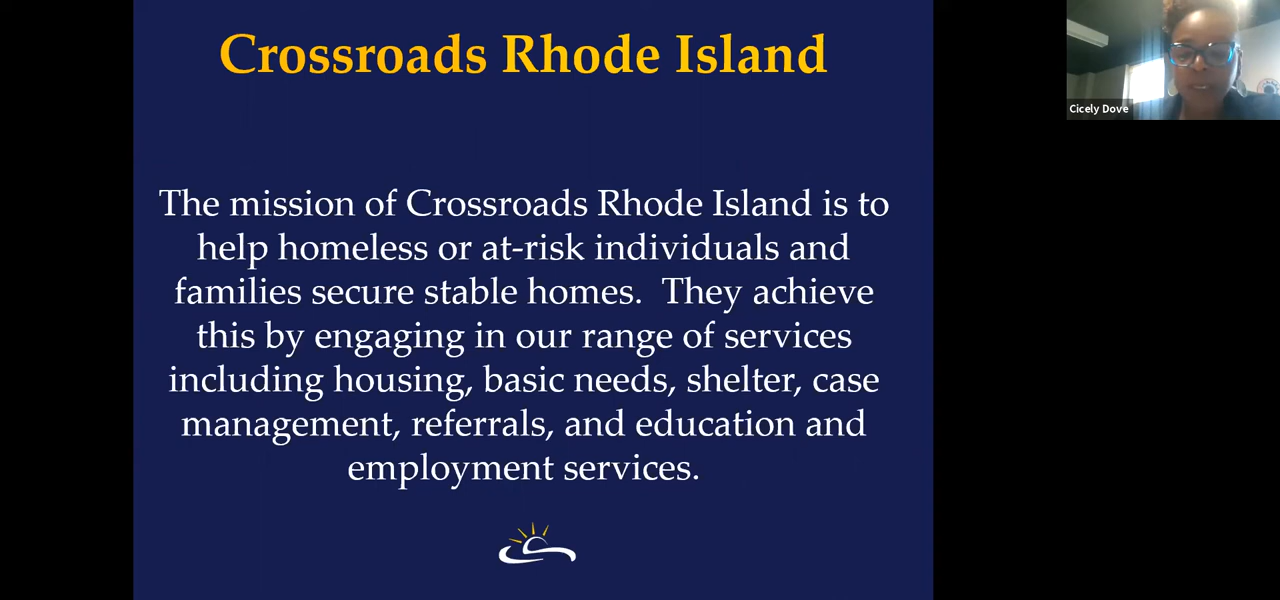 Crossroads Rhode Island
The mission of Crossroads Rhode Island is to
help homeless or at-risk individuals and
families secure stable homes.  They achieve
this by engaging in our range of services
including housing, basic needs, shelter, case
management, referrals, and education and
employment services.
Cicely Dove